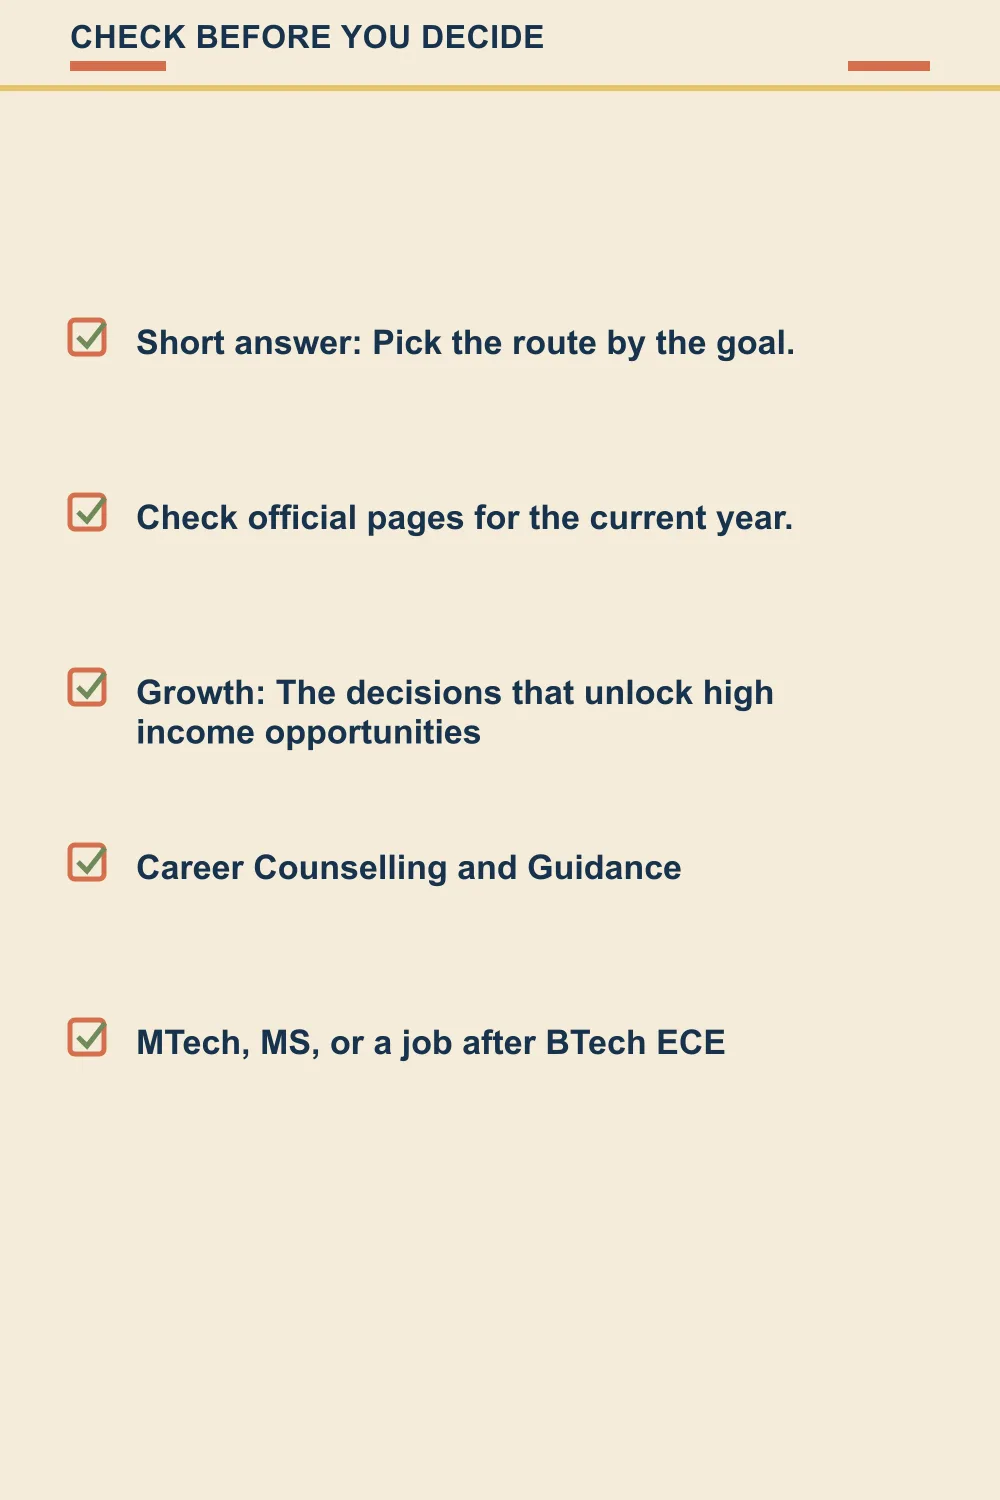 CHECK BEFORE YOU DECIDE
Short answer: Pick the route by the goal.
Check official pages for the current year.
Growth: The decisions that unlock high
income opportunities
Career Counselling and Guidance
MTech, MS, or a job after BTech ECE